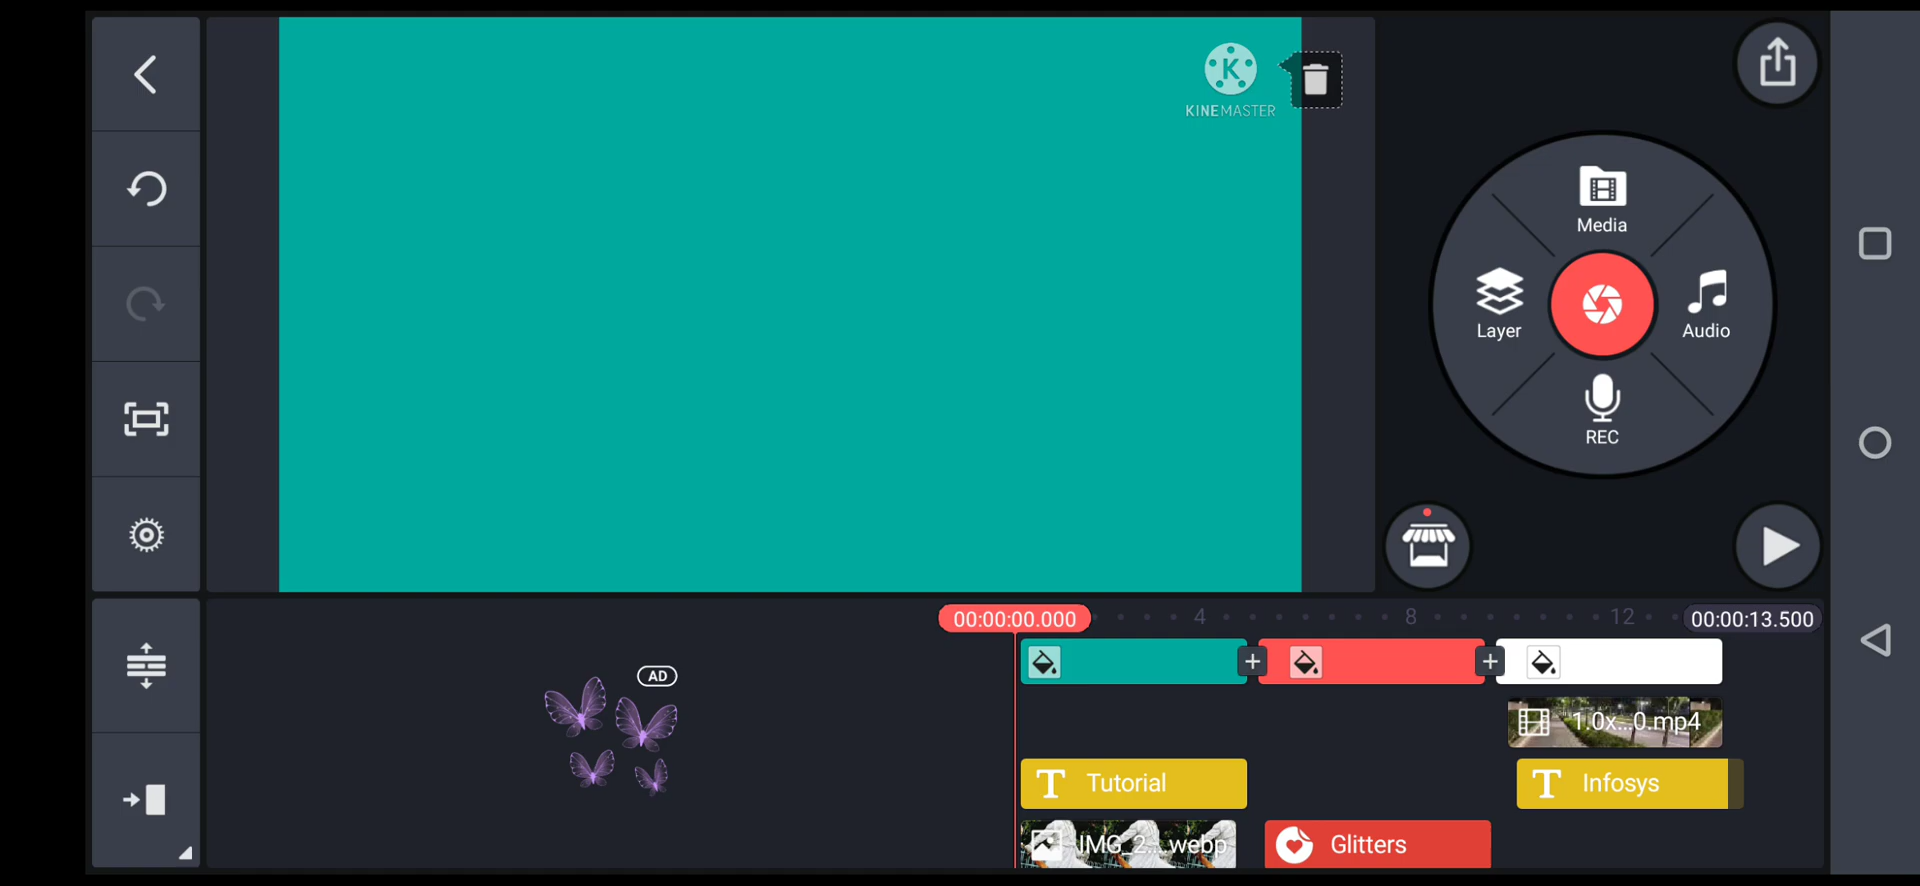 K
KINEMASTER
Media
Layer
Audio
REC
00:00:00.000
4
8
12
00:00:13.500
AD
1.0x...0.mp4
T Tutorial
T Infosys
IMG_2....webp
Glitters